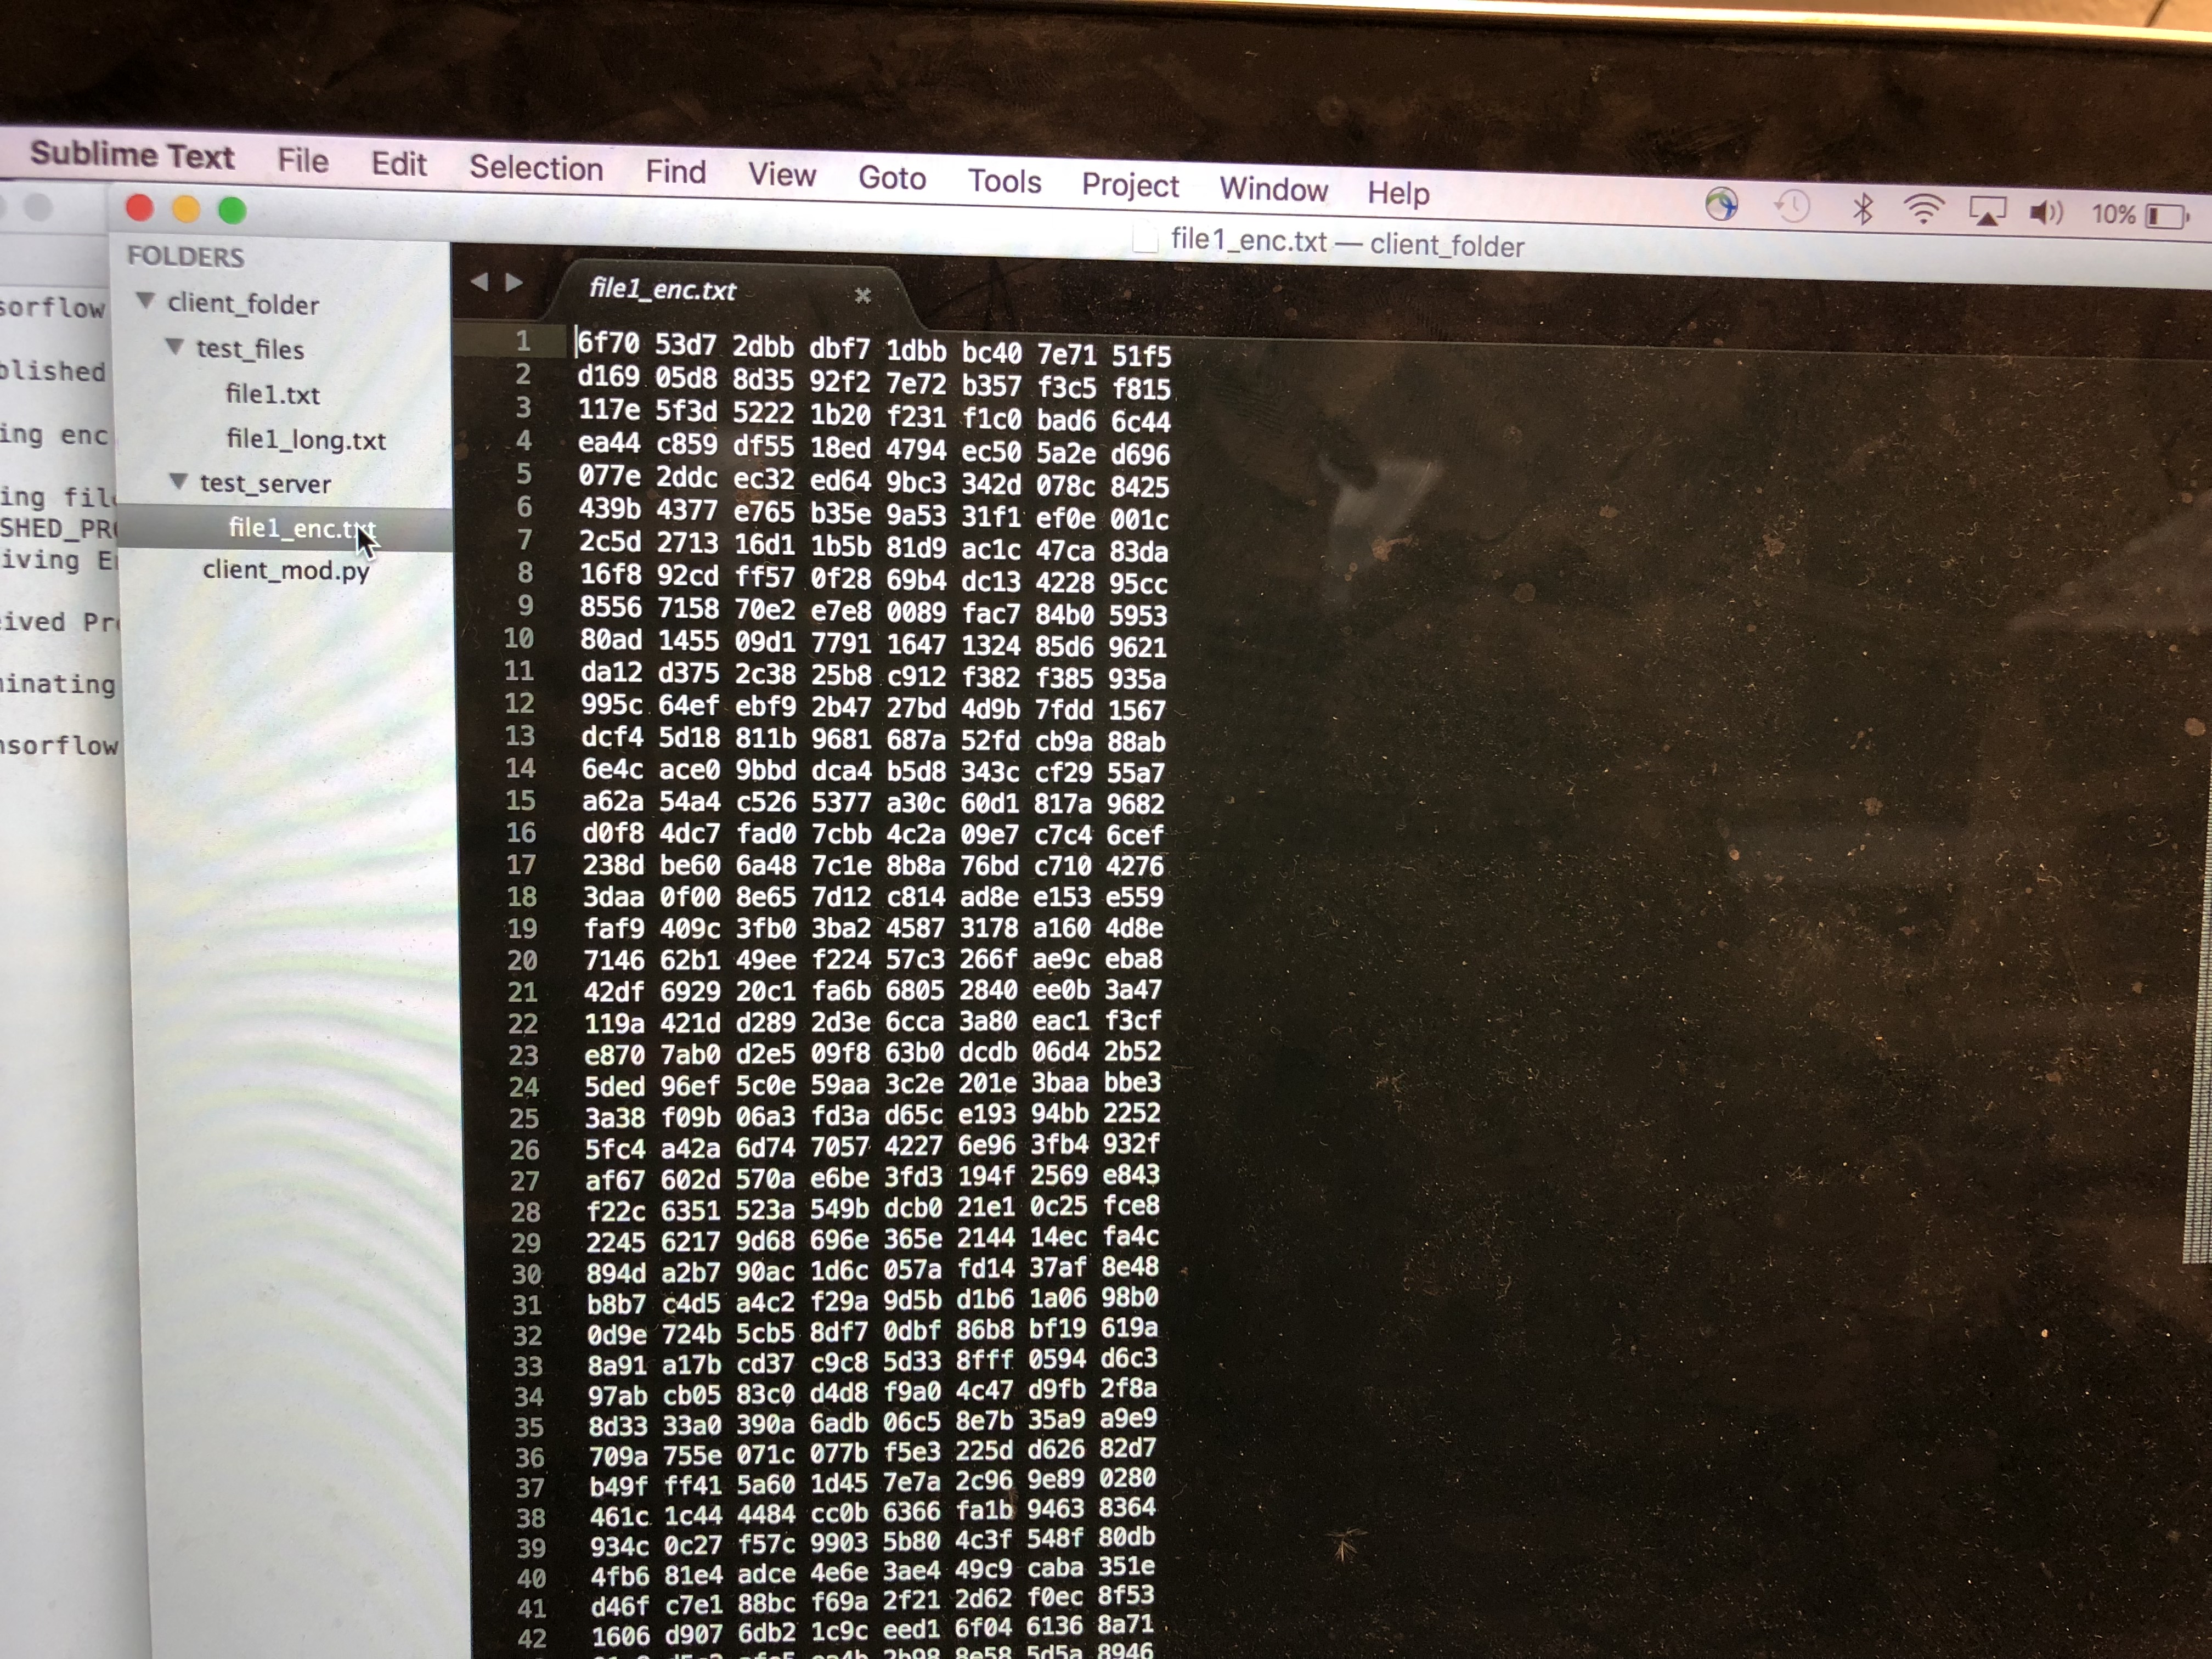 Sublime Text File Edit Selection Find View Goto Tools Project Window Help 10%
file1_enc.txt — client_folder
FOLDERS
client_folder
test_files
file1.txt
file1_long.txt
test_server
file1_enc.txt
client_mod.py
sorflow
blished
ing enc
ing fil
SHED_PR
iving E
ived Pr
minating
nsorflow
file1_enc.txt
1 6f70 53d7 2dbb dbf7 1dbb bc40 7e71 51f5
2 d169 05d8 8d35 92f2 7e72 b357 f3c5 f815
3 117e 5f3d 5222 1b20 f231 f1c0 bad6 6c44
4 ea44 c859 df55 18ed 4794 ec50 5a2e d696
5 077e 2ddc ec32 ed64 9bc3 342d 078c 8425
6 439b 4377 e765 b35e 9a53 31f1 ef0e 001c
7 2c5d 2713 16d1 1b5b 81d9 ac1c 47ca 83da
8 16f8 92cd ff57 0f28 69b4 dc13 4228 95cc
9 8556 7158 70e2 e7e8 0089 fac7 84b0 5953
10 80ad 1455 09d1 7791 1647 1324 85d6 9621
11 da12 d375 2c38 25b8 c912 f382 f385 935a
12 995c 64ef ebf9 2b47 27bd 4d9b 7fdd 1567
13 dcf4 5d18 811b 9681 687a 52fd cb9a 88ab
14 6e4c ace0 9bbd dca4 b5d8 343c cf29 55a7
15 a62a 54a4 c526 5377 a30c 60d1 817a 9682
16 d0f8 4dc7 fad0 7cbb 4c2a 09e7 c7c4 6cef
17 238d be60 6a48 7c1e 8b8a 76bd c710 4276
18 3daa 0f00 8e65 7d12 c814 ad8e e153 e559
19 faf9 409c 3fb0 3ba2 4587 3178 a160 4d8e
20 7146 62b1 49ee f224 57c3 266f ae9c eba8
21 42df 6929 20c1 fa6b 6805 2840 ee0b 3a47
22 119a 421d d289 2d3e 6cca 3a80 eac1 f3cf
23 e870 7ab0 d2e5 09f8 63b0 dcdb 06d4 2b52
24 5ded 96ef 5c0e 59aa 3c2e 201e 3baa bbe3
25 3a38 f09b 06a3 fd3a d65c e193 94bb 2252
26 5fc4 a42a 6d74 7057 4227 6e96 3fb4 932f
27 af67 602d 570a e6be 3fd3 194f 2569 e843
28 f22c 6351 523a 549b dcb0 21e1 0c25 fce8
29 2245 6217 9d68 696e 365e 2144 14ec fa4c
30 894d a2b7 90ac 1d6c 057a fd14 37af 8e48
31 b8b7 c4d5 a4c2 f29a 9d5b d1b6 1a06 98b0
32 0d9e 724b 5cb5 8df7 0dbf 86b8 bf19 619a
33 8a91 a17b cd37 c9c8 5d33 8fff 0594 d6c3
34 97ab cb05 83c0 d4d8 f9a0 4c47 d9fb 2f8a
35 8d33 33a0 390a 6adb 06c5 8e7b 35a9 a9e9
36 709a 755e 071c 077b f5e3 225d d626 82d7
37 b49f ff41 5a60 1d45 7e7a 2c96 9e89 0280
38 461c 1c44 4484 cc0b 6366 fa1b 9463 8364
39 934c 0c27 f57c 9903 5b80 4c3f 548f 80db
40 4fb6 81e4 adce 4e6e 3ae4 49c9 caba 351e
41 d46f c7e1 88bc f69a 2f21 2d62 f0ec 8f53
42 1606 d907 6db2 1c9c eed1 6f04 6136 8a71
8e58 5d5a 8946